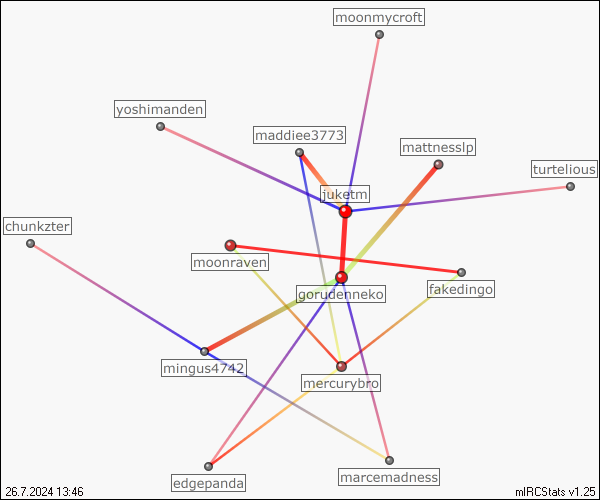 moonmycroft
yoshimanden
maddiee3773
mattnesslp
turtelious
juketm
chunkzter
moonraven
fakedingo
gorudenneko
mingus4742
mercurybro
edgepanda
marcemadness
26.7.2024 13:46
mIRCStats v1.25